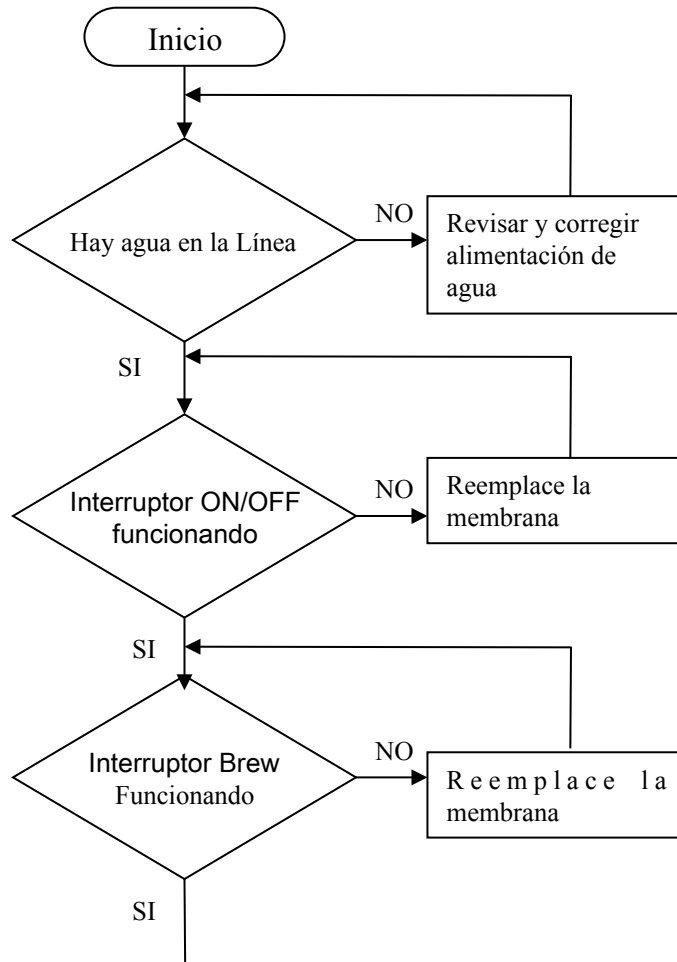 Inicio
Hay agua en la Línea
NO
Revisar y corregir
alimentación de
agua
SI
Interruptor ON/OFF
funcionando
NO
Reemplace la
membrana
SI
Interruptor Brew
Funcionando
NO
Reemplace la
membrana
SI